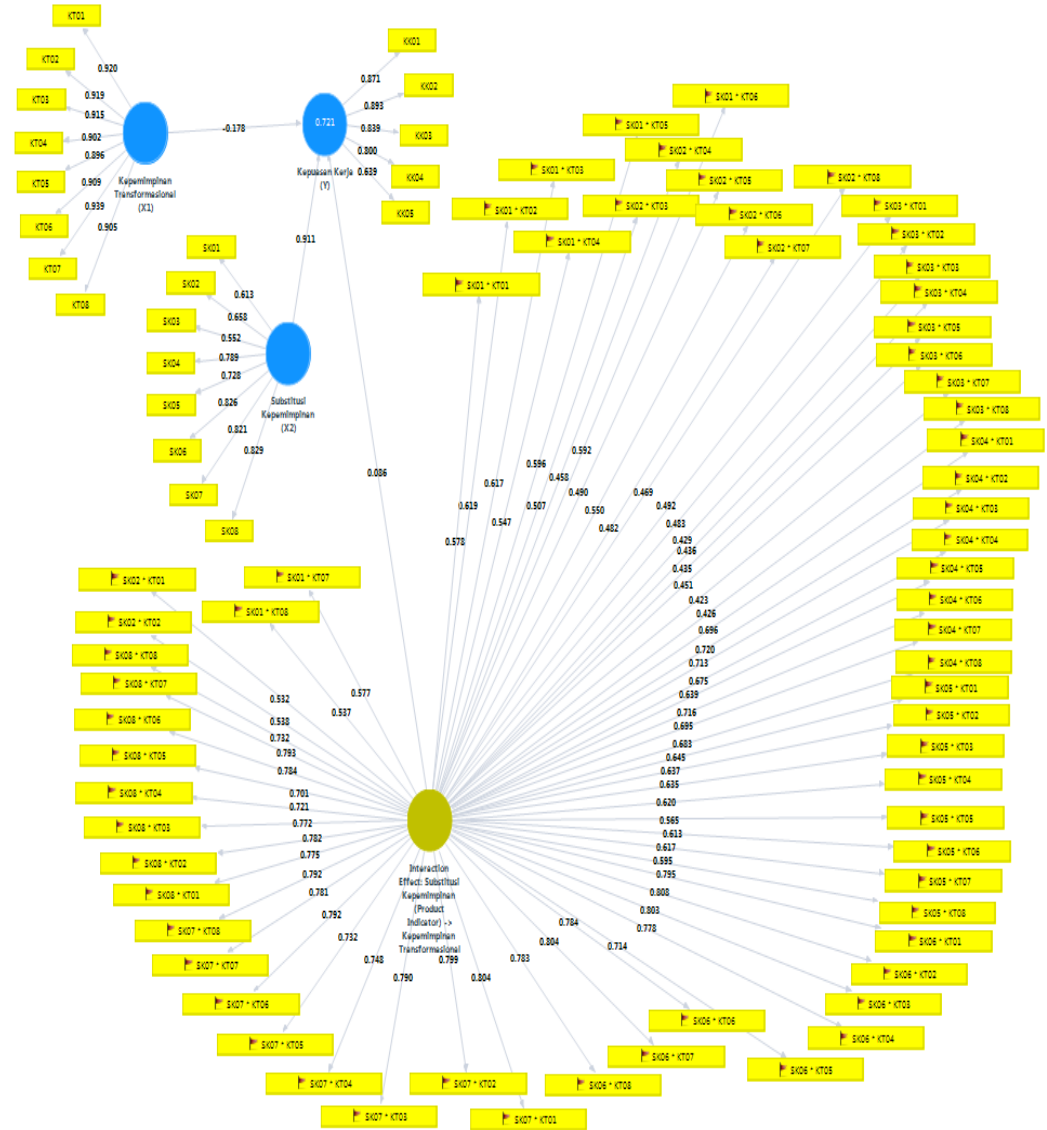 KT01
KT02
KT03
KT04
KT05
KT06
KT07
KT08
0.920
0.919
0.915
0.902
0.896
0.909
0.939
0.905
Kepemimpinan
Transformasional
(X1)
-0.178
0.721
Kepuasan Kerja
(Y)
KK01
KK02
KK03
KK04
KK05
0.871
0.893
0.839
0.800
0.639
0.911
SK01
SK02
SK03
SK04
SK05
SK06
SK07
SK08
0.613
0.658
0.552
0.789
0.728
0.826
0.821
0.829
Substitusi
Kepemimpinan
(X2)
0.086
SK01 * KT06
SK01 * KT05
SK02 * KT04
SK01 * KT03
SK02 * KT05
SK02 * KT08
SK01 * KT02
SK02 * KT03
SK02 * KT06
SK03 * KT01
SK01 * KT04
SK02 * KT07
SK03 * KT02
SK01 * KT01
SK03 * KT03
SK03 * KT04
SK03 * KT05
SK03 * KT06
SK03 * KT07
SK03 * KT08
SK04 * KT01
SK04 * KT02
SK04 * KT03
SK04 * KT04
SK04 * KT05
SK04 * KT06
SK04 * KT07
SK04 * KT08
SK05 * KT01
SK05 * KT02
SK05 * KT03
SK05 * KT04
SK05 * KT05
SK05 * KT06
SK05 * KT07
SK05 * KT08
SK06 * KT01
SK06 * KT02
SK06 * KT03
SK06 * KT04
SK06 * KT05
SK06 * KT06
SK06 * KT07
SK06 * KT08
SK07 * KT01
SK07 * KT02
SK07 * KT03
SK07 * KT04
SK07 * KT05
SK07 * KT06
SK07 * KT07
SK07 * KT08
SK08 * KT01
SK08 * KT02
SK08 * KT03
SK08 * KT04
SK08 * KT05
SK08 * KT06
SK08 * KT07
SK08 * KT08
SK02 * KT02
SK02 * KT01
SK01 * KT07
SK01 * KT08
0.578
0.619
0.617
0.547
0.596
0.507
0.458
0.592
0.490
0.550
0.482
0.469
0.492
0.483
0.429
0.436
0.435
0.451
0.423
0.426
0.696
0.720
0.713
0.675
0.639
0.716
0.695
0.683
0.645
0.637
0.635
0.620
0.565
0.613
0.617
0.595
0.795
0.808
0.803
0.778
0.714
0.784
0.804
0.783
0.804
0.799
0.790
0.748
0.732
0.792
0.781
0.792
0.775
0.782
0.772
0.721
0.701
0.784
0.793
0.732
0.538
0.532
0.537
0.577
Interaction
Effect: Substitusi
Kepemimpinan
(Product
Indicator) ->
Kepemimpinan
Transformasional